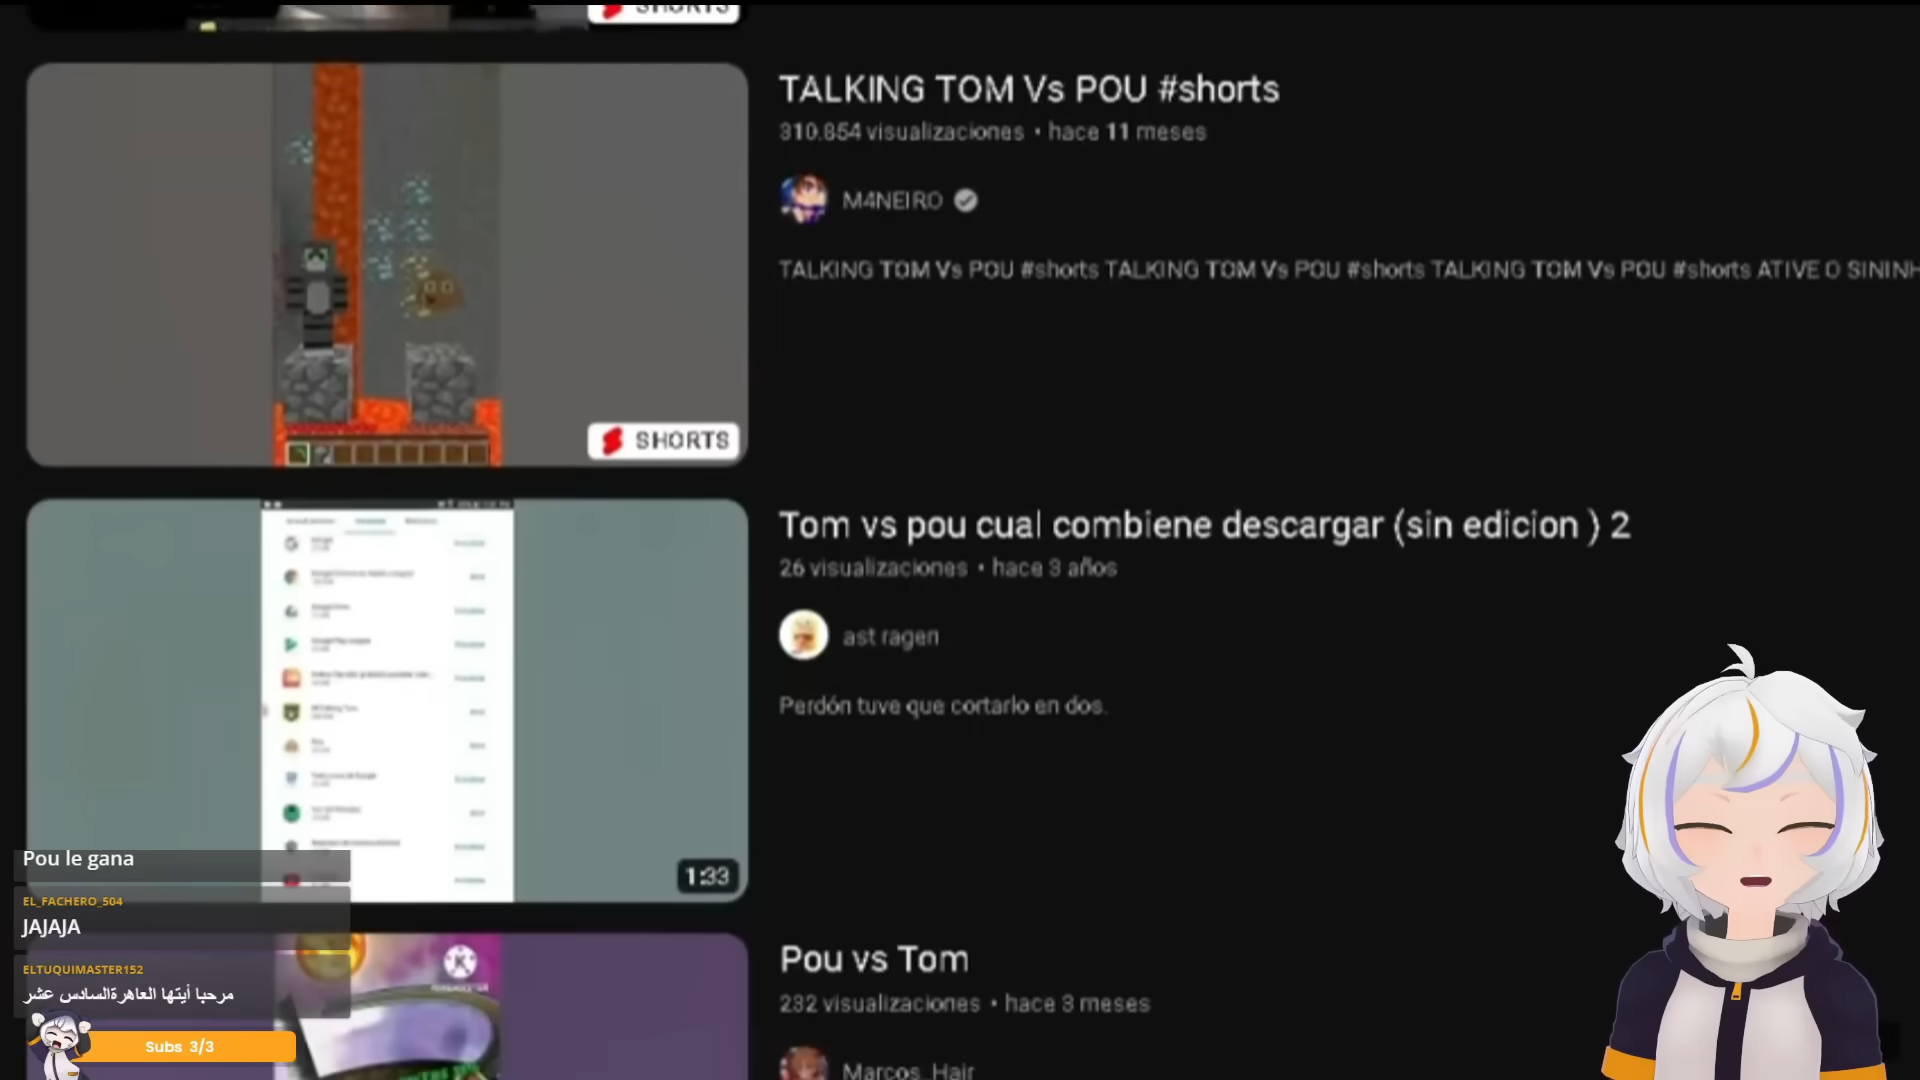 SHORTS
TALKING TOM Vs POU #shorts
310.854 visualizaciones • hace 11 meses
M4NEIRO
TALKING TOM Vs POU #shorts TALKING TOM Vs POU #shorts TALKING TOM Vs POU #shorts ATIVE O SININH
SHORTS
Tom vs pou cual combiene descargar (sin edicion ) 2
26 visualizaciones • hace 3 años
ast ragen
Perdón tuve que cortarlo en dos.
1:33
Pou vs Tom
232 visualizaciones • hace 3 meses
Marcos Hair
Pou le gana
EL_FACHERO_504
JAJAJA
ELTUQUIMASTER152
مرحبا أيتها العاهرةالسادس عشر
Subs 3/3